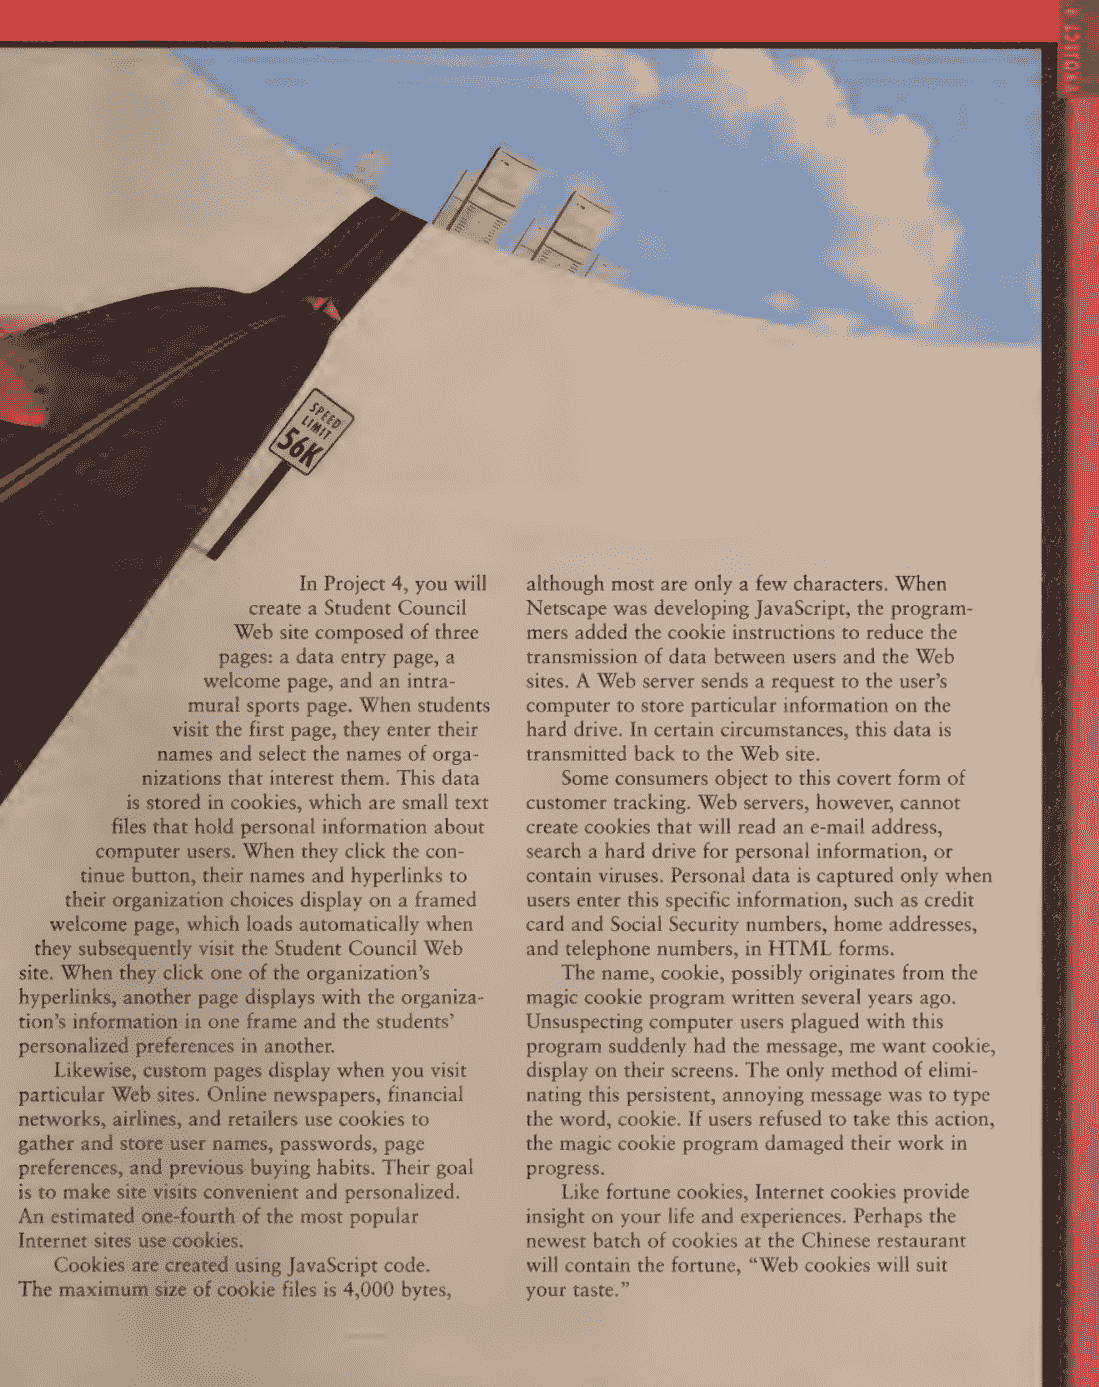 PROJECT
SPEED
LIMIT
56K
In Project 4, you will
create a Student Council
Web site composed of three
pages: a data entry page, a
welcome page, and an intra-
mural sports page. When students
visit the first page, they enter their
names and select the names of orga-
nizations that interest them. This data
is stored in cookies, which are small text
files that hold personal information about
computer users. When they click the con-
tinue button, their names and hyperlinks to
their organization choices display on a framed
welcome page, which loads automatically when
they subsequently visit the Student Council Web
site. When they click one of the organization's
hyperlinks, another page displays with the organiza-
tion's information in one frame and the students'
personalized preferences in another.
Likewise, custom pages display when you visit
particular Web sites. Online newspapers, financial
networks, airlines, and retailers use cookies to
gather and store user names, passwords, page
preferences, and previous buying habits. Their goal
is to make site visits convenient and personalized.
An estimated one-fourth of the most popular
Internet sites use cookies.
Cookies are created using JavaScript code.
The maximum size of cookie files is 4,000 bytes,
although most are only a few characters. When
Netscape was developing JavaScript, the program-
mers added the cookie instructions to reduce the
transmission of data between users and the Web
sites. A Web server sends a request to the user's
computer to store particular information on the
hard drive. In certain circumstances, this data is
transmitted back to the Web site.
Some consumers object to this covert form of
customer tracking. Web servers, however, cannot
create cookies that will read an e-mail address,
search a hard drive for personal information, or
contain viruses. Personal data is captured only when
users enter this specific information, such as credit
card and Social Security numbers, home addresses,
and telephone numbers, in HTML forms.
The name, cookie, possibly originates from the
magic cookie program written several years ago.
Unsuspecting computer users plagued with this
program suddenly had the message, me want cookie,
display on their screens. The only method of elimi-
nating this persistent, annoying message was to type
the word, cookie. If users refused to take this action,
the magic cookie program damaged their work in
progress.
Like fortune cookies, Internet cookies provide
insight on your life and experiences. Perhaps the
newest batch of cookies at the Chinese restaurant
will contain the fortune, "Web cookies will suit
your taste."